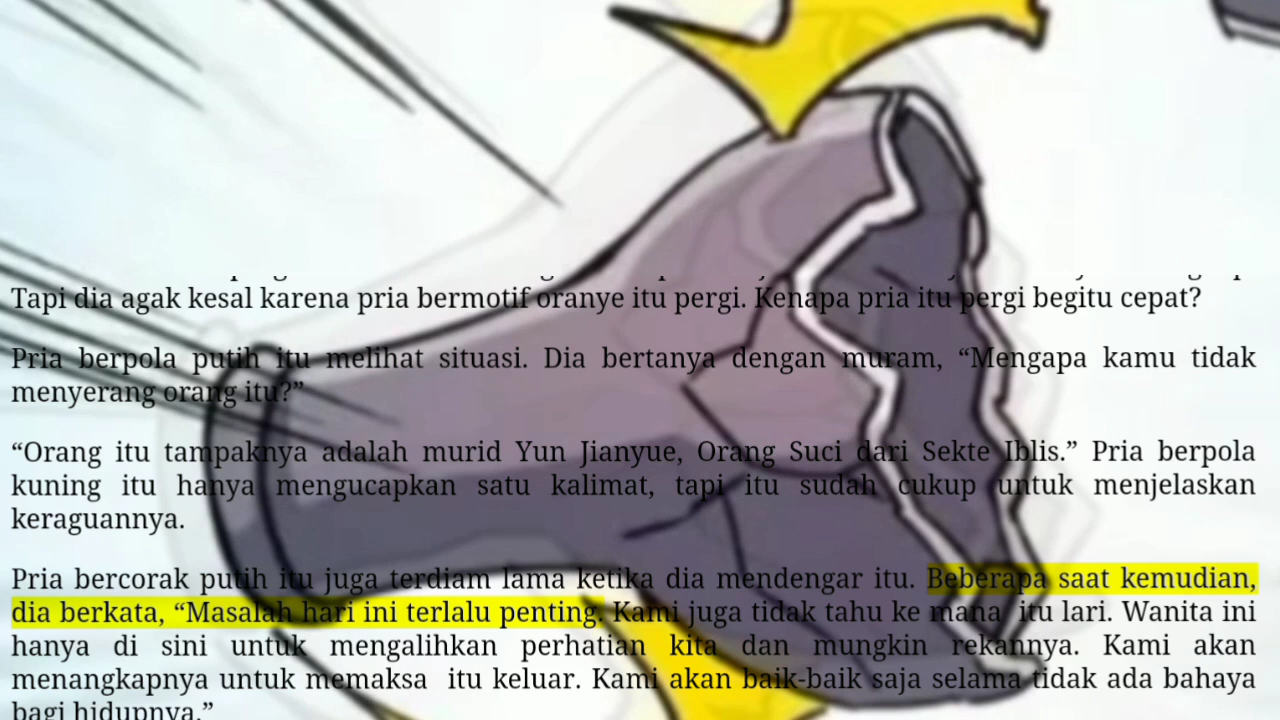 Tapi dia agak kesal karena pria bermotif oranye itu pergi. Kenapa pria itu pergi begitu cepat?
Pria berpola putih itu melihat situasi. Dia bertanya dengan muram, “Mengapa kamu tidak
menyerang orang itu?”
“Orang itu tampaknya adalah murid Yun Jianyue, Orang Suci dari Sekte Iblis.” Pria berpola
kuning itu hanya mengucapkan satu kalimat, tapi itu sudah cukup untuk menjelaskan
keraguannya.
Pria bercorak putih itu juga terdiam lama ketika dia mendengar itu. Beberapa saat kemudian,
dia berkata, “Masalah hari ini terlalu penting. Kami juga tidak tahu ke mana itu lari. Wanita ini
hanya di sini untuk mengalihkan perhatian kita dan mungkin rekannya. Kami akan
menangkapnya untuk memaksa itu keluar. Kami akan baik-baik saja selama tidak ada bahaya
bagi hidupnya.”